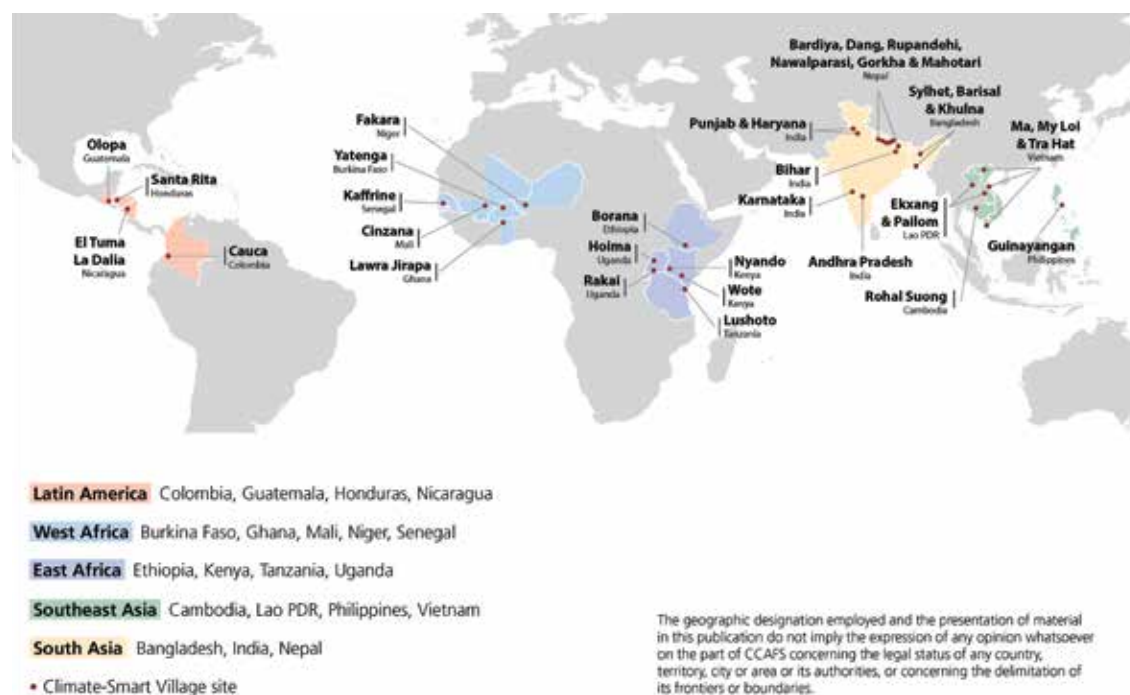 Bardiya, Dang, Rupandehi,
Nawalparasi, Gorkha & Mahotari
Nepal
Sylhet, Barisal
& Khulna
Bangladesh
Fakara
Niger
Punjab & Haryana
India
Ma, My Loi
& Tra Hat
Vietnam
Olopa
Guatemala
Yatenga
Burkina Faso
Santa Rita
Honduras
Bihar
India
Kaffrine
Senegal
Karnataka
India
Ekxang
& Pailom
Lao PDR
Borana
Ethiopia
Cinzana
Mali
El Tuma
La Dalia
Nicaragua
Cauca
Colombia
Hoima
Uganda
Guinayangan
Philippines
Lawra Jirapa
Ghana
Nyando
Kenya
Andhra Pradesh
India
Rakai
Uganda
Wote
Kenya
Rohal Suong
Cambodia
Lushoto
Tanzania
Latin America Colombia, Guatemala, Honduras, Nicaragua
West Africa Burkina Faso, Ghana, Mali, Niger, Senegal
East Africa Ethiopia, Kenya, Tanzania, Uganda
Southeast Asia Cambodia, Lao PDR, Philippines, Vietnam
South Asia Bangladesh, India, Nepal
• Climate-Smart Village site
The geographic designation employed and the presentation of material
in this publication do not imply the expression of any opinion whatsoever
on the part of CCAFS concerning the legal status of any country,
territory, city or area or its authorities, or concerning the delimitation of
its frontiers or boundaries.